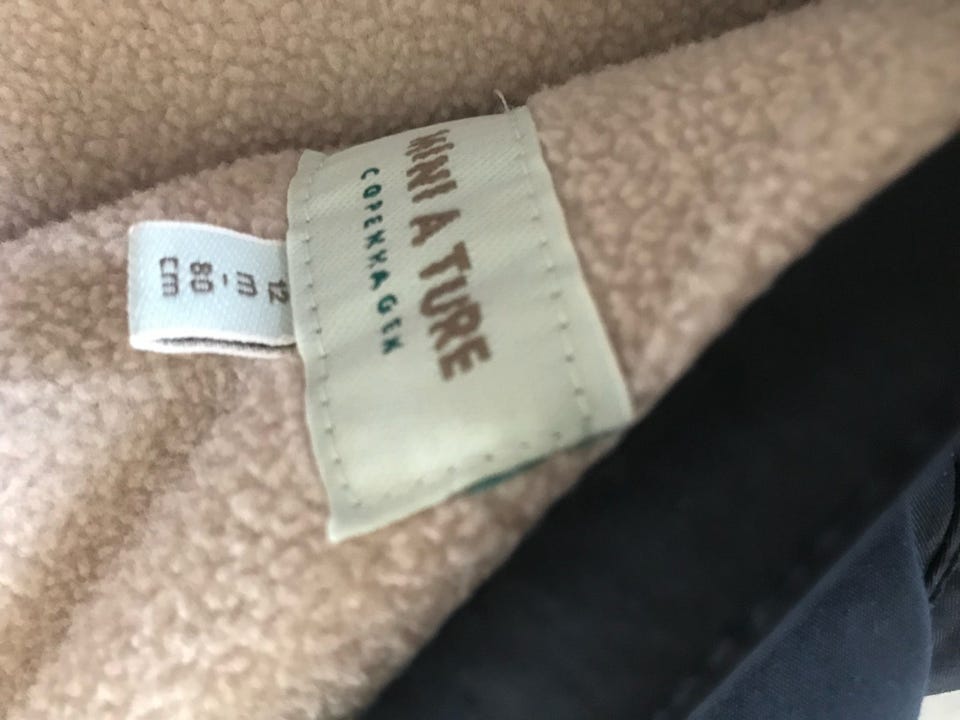 MINI A TURE
COPENHAGEN
12
m
-
80
cm